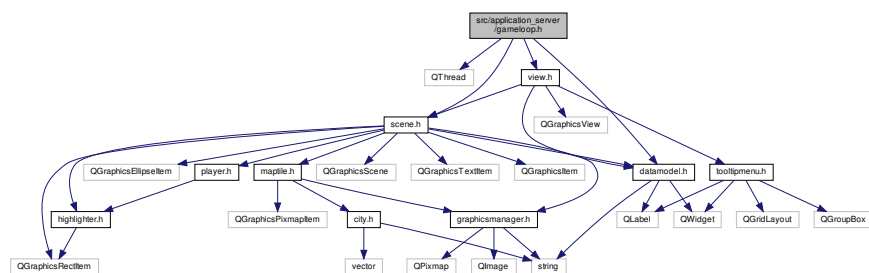 src/application_server
/gameloop.h
QThread
view.h
QGraphicsView
scene.h
QGraphicsEllipseItem
player.h
maptile.h
QGraphicsScene
QGraphicsTextItem
QGraphicsItem
datamodel.h
tooltipmenu.h
highlighter.h
QGraphicsPixmapItem
city.h
graphicsmanager.h
QLabel
QWidget
QGridLayout
QGroupBox
QGraphicsRectItem
vector
QPixmap
QImage
string